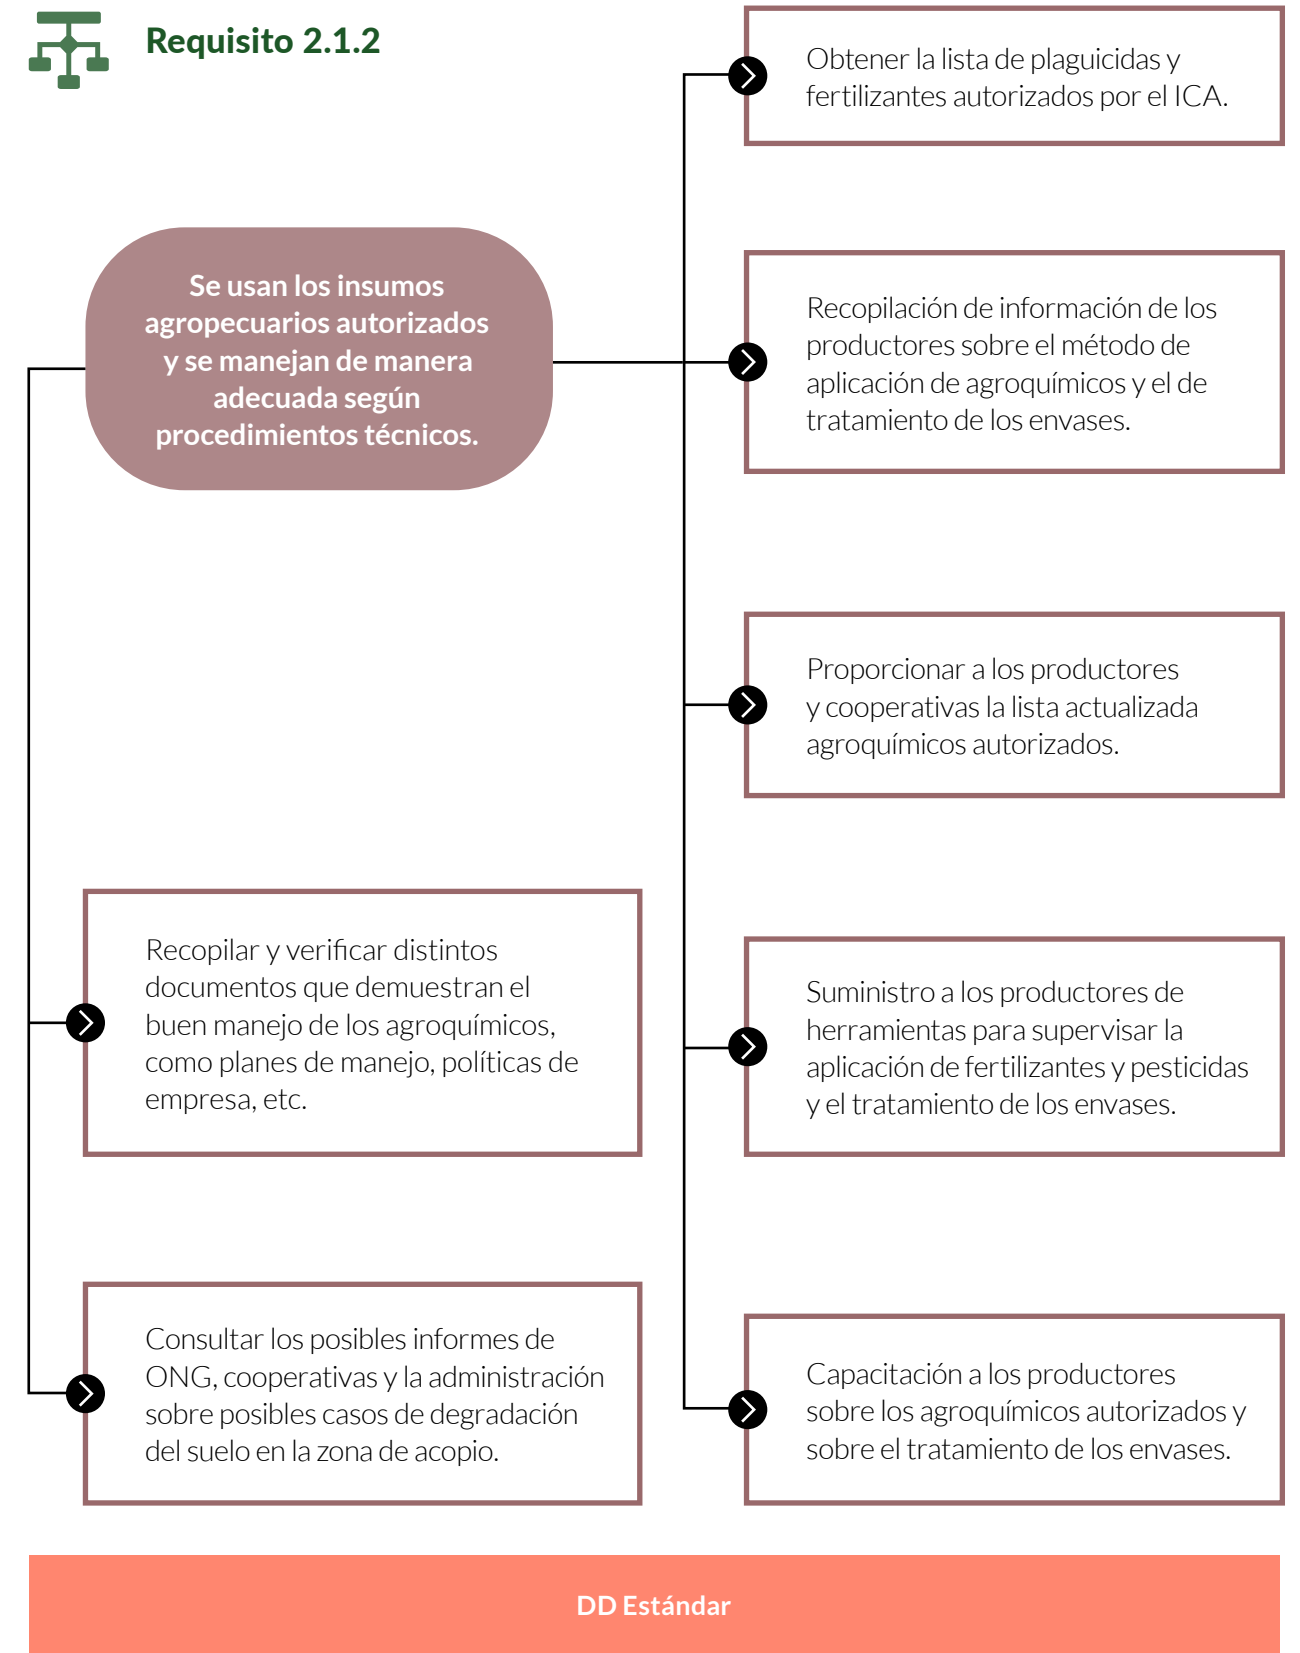 Requisito 2.1.2
Se usan los insumos
agropecuarios autorizados
y se manejan de manera
adecuada según
procedimientos técnicos.
Obtener la lista de plaguicidas y
fertilizantes autorizados por el ICA.
Recopilación de información de los
productores sobre el método de
aplicación de agroquímicos y el de
tratamiento de los envases.
Proporcionar a los productores
y cooperativas la lista actualizada
agroquímicos autorizados.
Suministro a los productores de
herramientas para supervisar la
aplicación de fertilizantes y pesticidas
y el tratamiento de los envases.
Capacitación a los productores
sobre los agroquímicos autorizados y
sobre el tratamiento de los envases.
Recopilar y verificar distintos
documentos que demuestran el
buen manejo de los agroquímicos,
como planes de manejo, políticas de
empresa, etc.
Consultar los posibles informes de
ONG, cooperativas y la administración
sobre posibles casos de degradación
del suelo en la zona de acopio.
DD Estándar